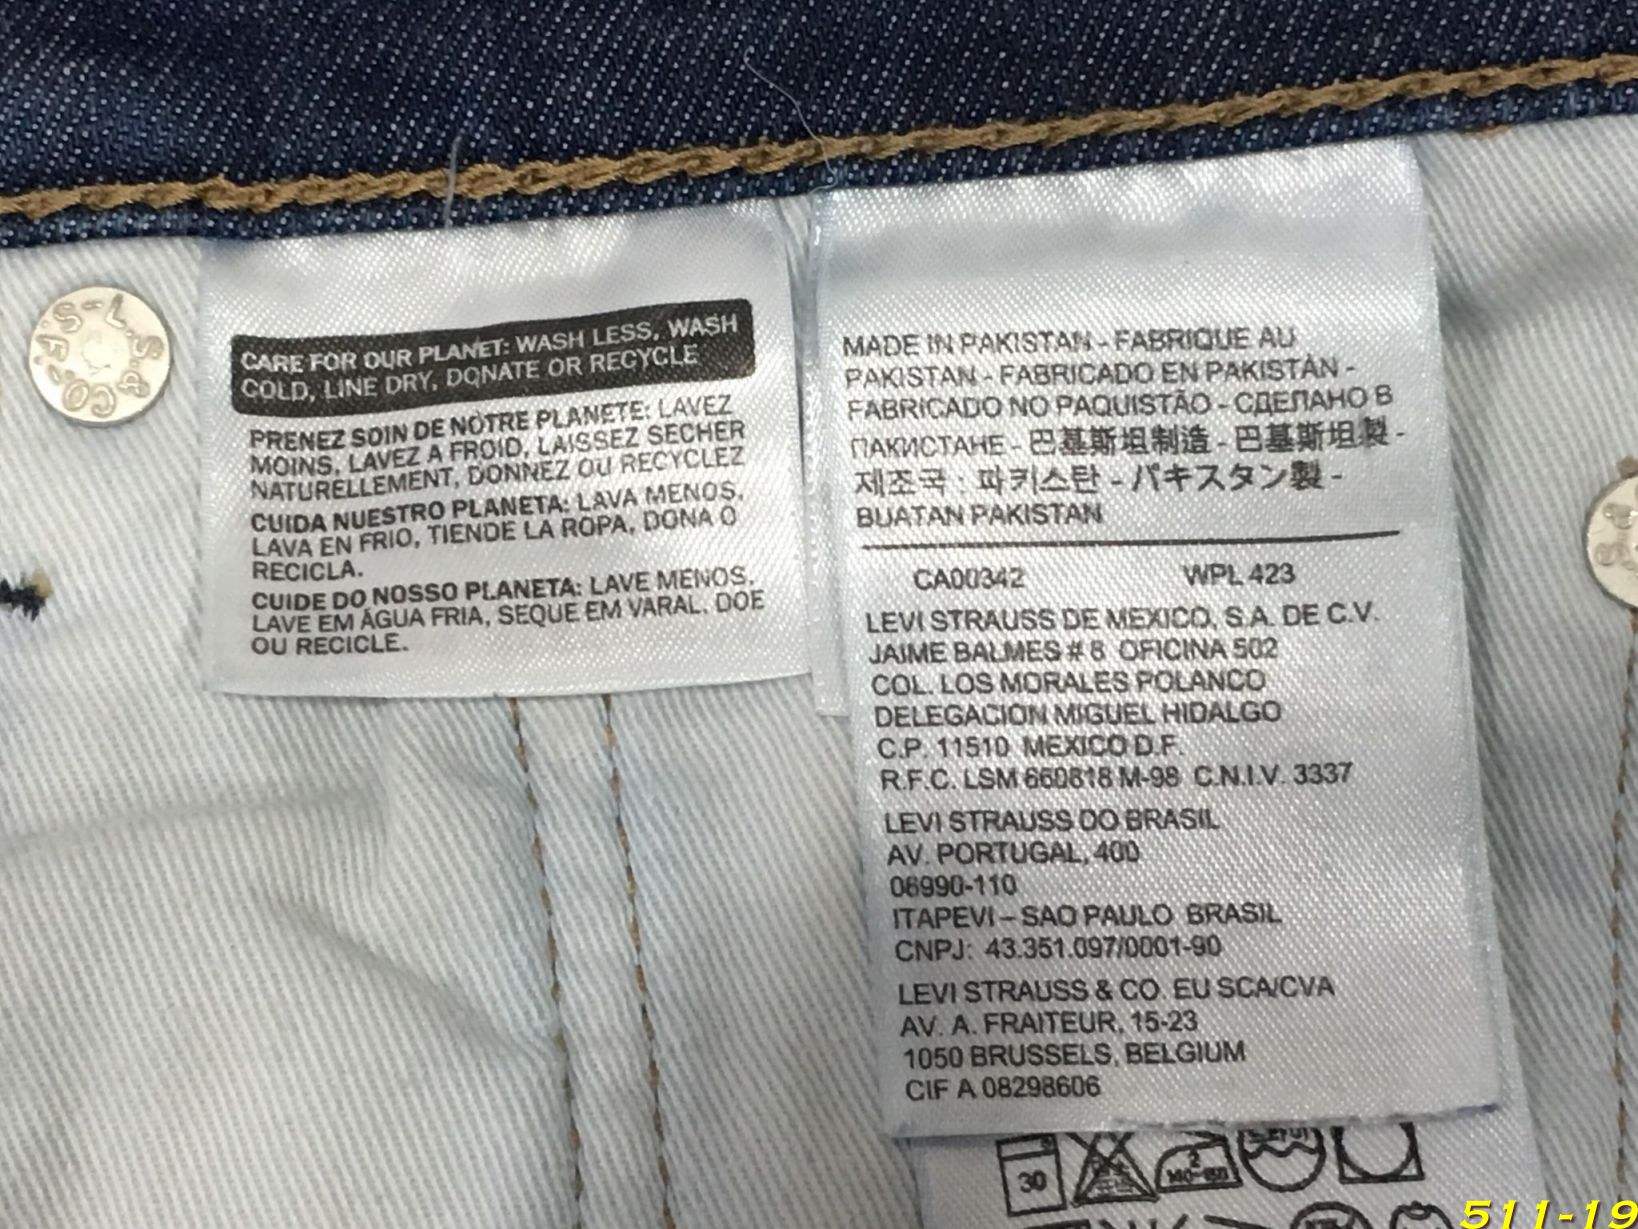 CARE FOR OUR PLANET: WASH LESS, WASH
COLD, LINE DRY, DONATE OR RECYCLE
PRENEZ SOIN DE NOTRE PLANETE: LAVEZ
MOINS, LAVEZ A FROID, LAISSEZ SECHER
NATURELLEMENT, DONNEZ OU RECYCLEZ
CUIDA NUESTRO PLANETA: LAVA MENOS,
LAVA EN FRIO, TIENDE LA ROPA, DONA O
RECICLA.
CUIDE DO NOSSO PLANETA: LAVE MENOS,
LAVE EM ÁGUA FRIA, SEQUE EM VARAL, DOE
OU RECICLE.
MADE IN PAKISTAN - FABRIQUE AU
PAKISTAN - FABRICADO EN PAKISTÁN -
FABRICADO NO PAQUISTÃO - СДЕЛАНО В
ПАКИСТАНЕ - 巴基斯坦制造 - 巴基斯坦製 -
제조국 : 파키스탄 - パキスタン製 -
BUATAN PAKISTAN
CA00342 WPL 423
LEVI STRAUSS DE MEXICO, S.A. DE C.V.
JAIME BALMES # 8 OFICINA 502
COL. LOS MORALES POLANCO
DELEGACION MIGUEL HIDALGO
C.P. 11510 MEXICO D.F.
R.F.C. LSM 660818 M-98 C.N.I.V. 3337
LEVI STRAUSS DO BRASIL
AV. PORTUGAL, 400
06990-110
ITAPEVI – SAO PAULO BRASIL
CNPJ: 43.351.097/0001-90
LEVI STRAUSS & CO. EU SCA/CVA
AV. A. FRAITEUR, 15-23
1050 BRUSSELS, BELGIUM
CIF A 08298606
30
L.S.&CO.-S.F.-
511-19